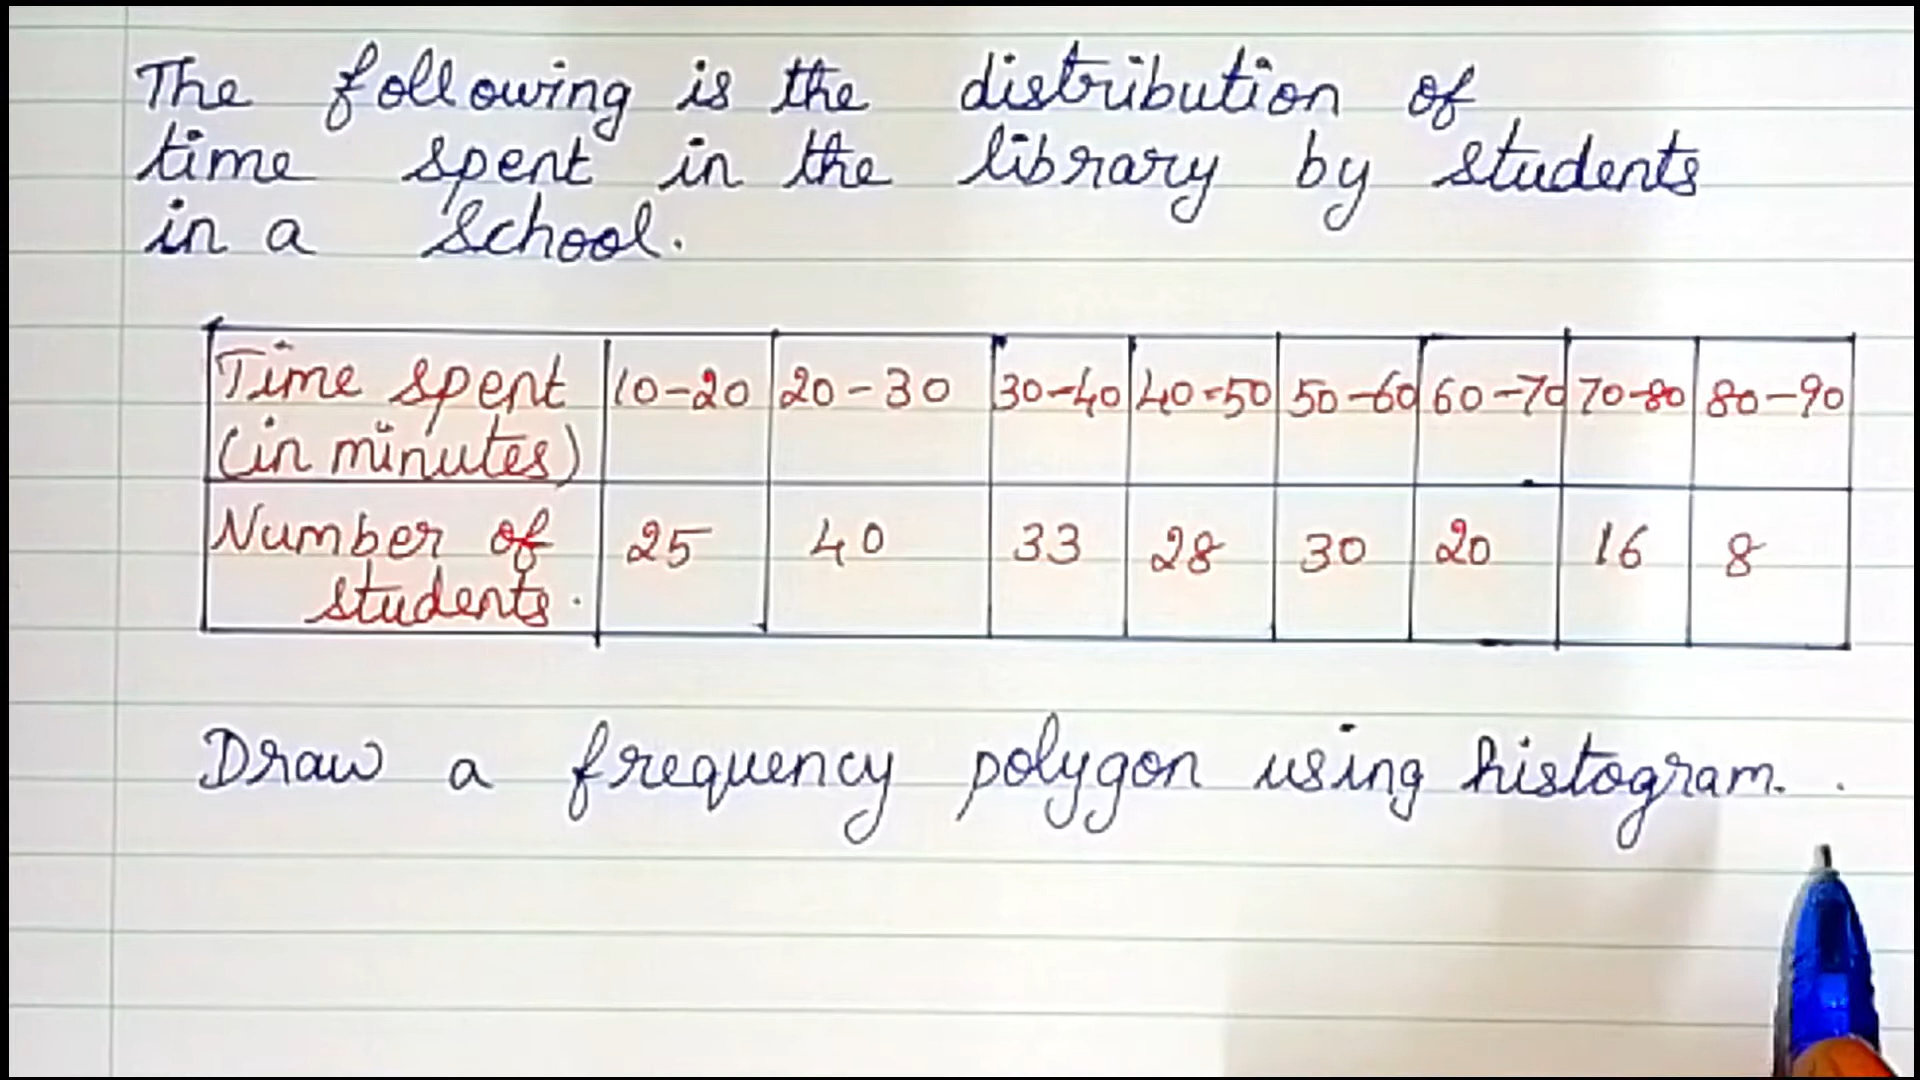 The following is the distribution of
time spent in the library by students
in a school.
Time spent 10-20 20-30 30-40 40-50 50-60 60-70 70-80 80-90
(in minutes)
Number of 25 40 33 28 30 20 16 8
students.
Draw a frequency polygon using histogram.